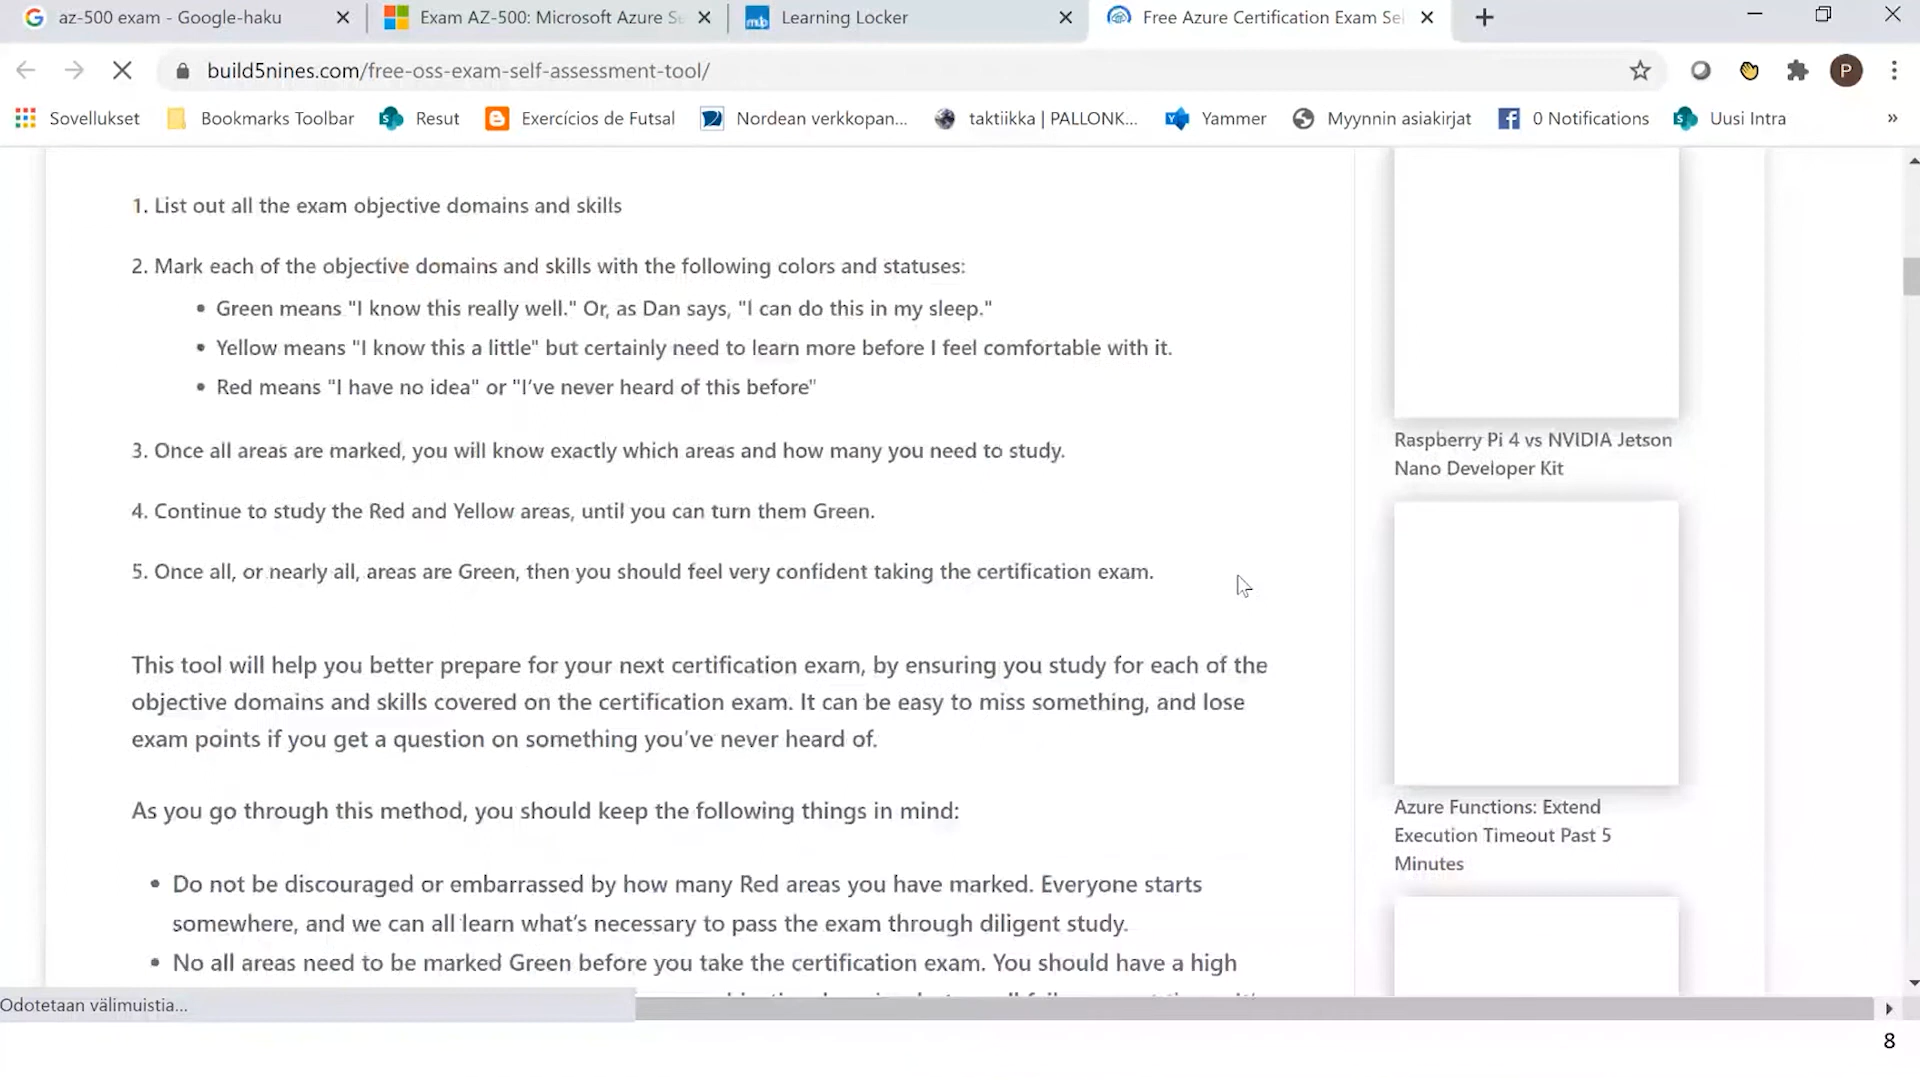 az-500 exam - Google-haku
Exam AZ-500: Microsoft Azure Se
Learning Locker
Free Azure Certification Exam Sel
build5nines.com/free-oss-exam-self-assessment-tool/
P
Sovellukset
Bookmarks Toolbar
Resut
Exercícios de Futsal
Nordean verkkopan...
taktiikka | PALLONK...
Yammer
Myynnin asiakirjat
0 Notifications
Uusi Intra
»
1. List out all the exam objective domains and skills
2. Mark each of the objective domains and skills with the following colors and statuses:
• Green means "I know this really well." Or, as Dan says, "I can do this in my sleep."
• Yellow means "I know this a little" but certainly need to learn more before I feel comfortable with it.
• Red means "I have no idea" or "I've never heard of this before"
3. Once all areas are marked, you will know exactly which areas and how many you need to study.
4. Continue to study the Red and Yellow areas, until you can turn them Green.
5. Once all, or nearly all, areas are Green, then you should feel very confident taking the certification exam.
This tool will help you better prepare for your next certification exam, by ensuring you study for each of the
objective domains and skills covered on the certification exam. It can be easy to miss something, and lose
exam points if you get a question on something you've never heard of.
As you go through this method, you should keep the following things in mind:
• Do not be discouraged or embarrassed by how many Red areas you have marked. Everyone starts
somewhere, and we can all learn what's necessary to pass the exam through diligent study.
• No all areas need to be marked Green before you take the certification exam. You should have a high
Raspberry Pi 4 vs NVIDIA Jetson
Nano Developer Kit
Azure Functions: Extend
Execution Timeout Past 5
Minutes
Odotetaan välimuistia...
8